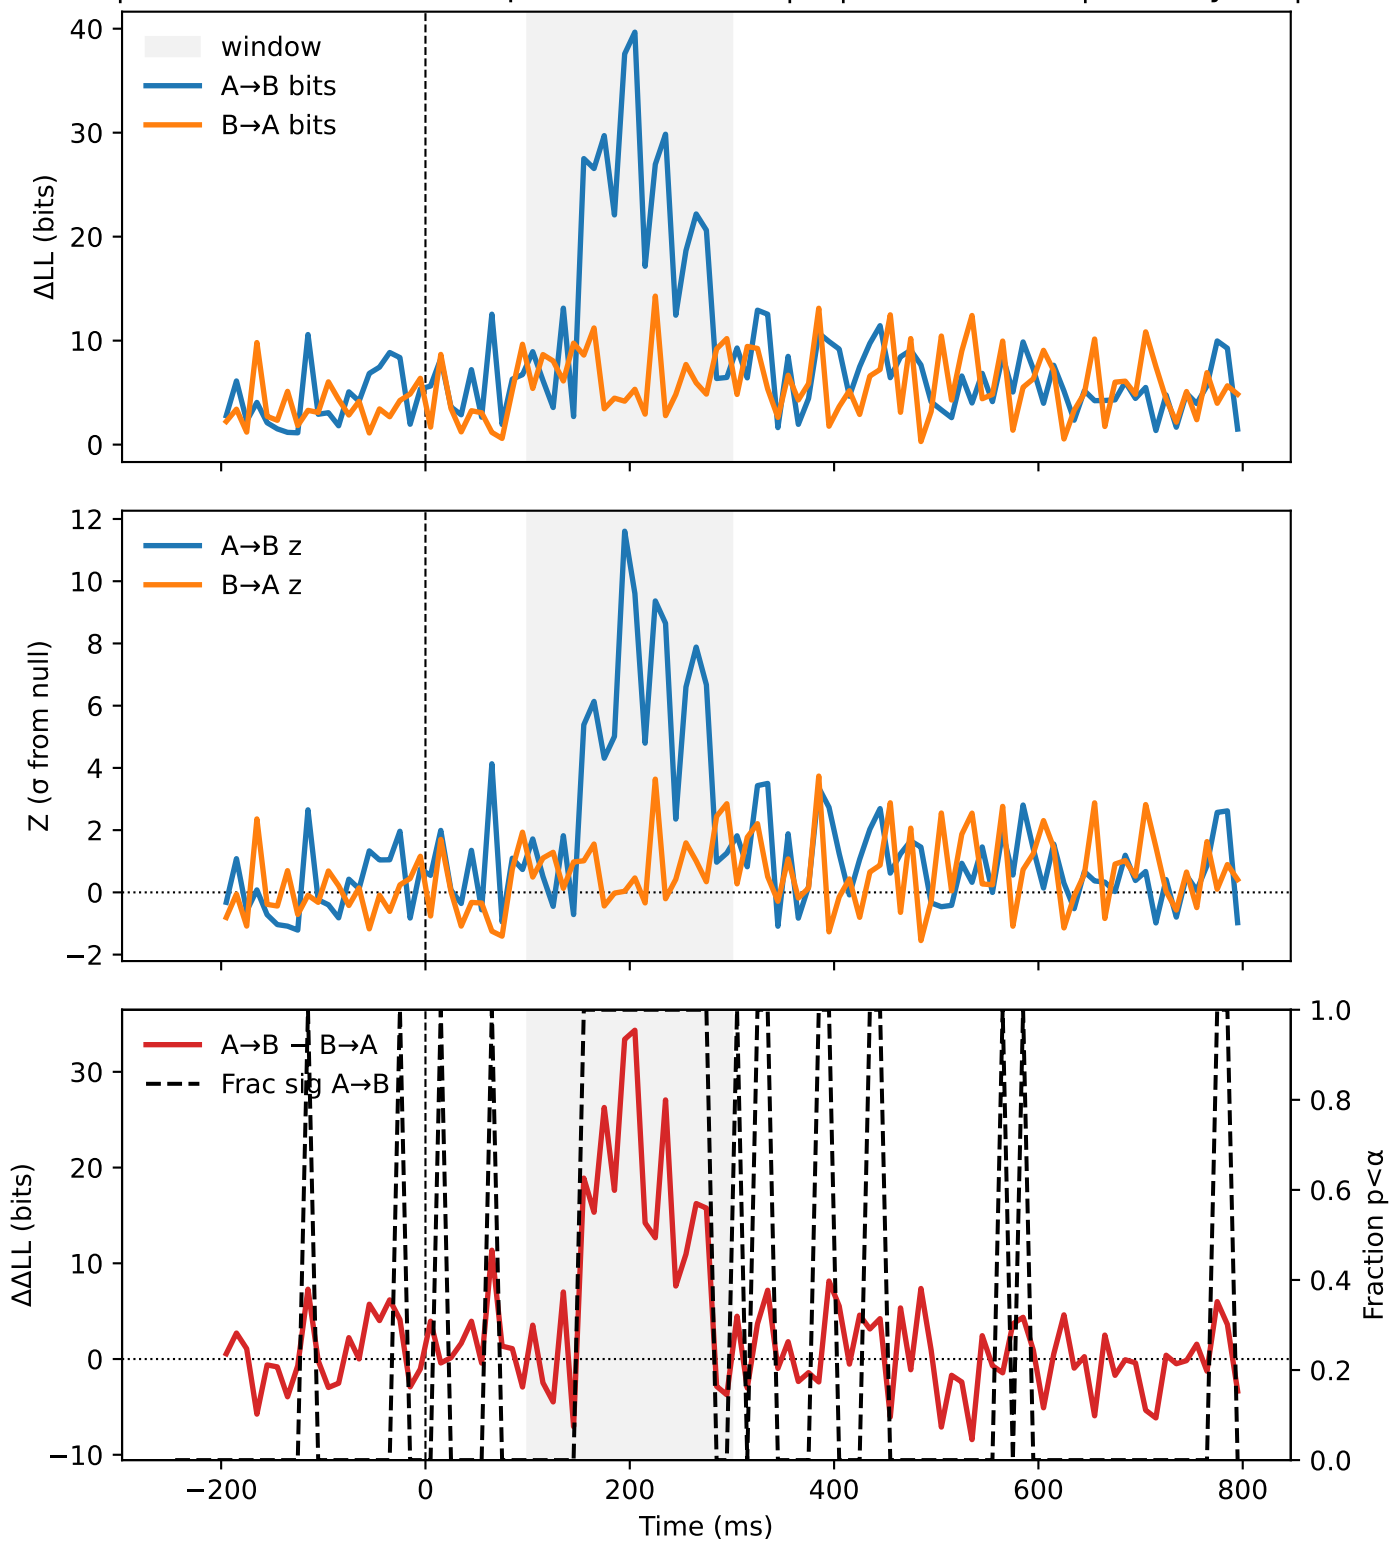 40
window
A→B bits
B→A bits
30
20
10
0
ΔLL (bits)
12
A→B z
B→A z
10
8
6
4
2
0
−2
Z (σ from null)
A→B − B→A
Frac sig A→B
30
20
10
0
−10
ΔΔLL (bits)
1.0
0.8
0.6
0.4
0.2
0.0
Fraction p<α
−200 0 200 400 600 800
Time (ms)